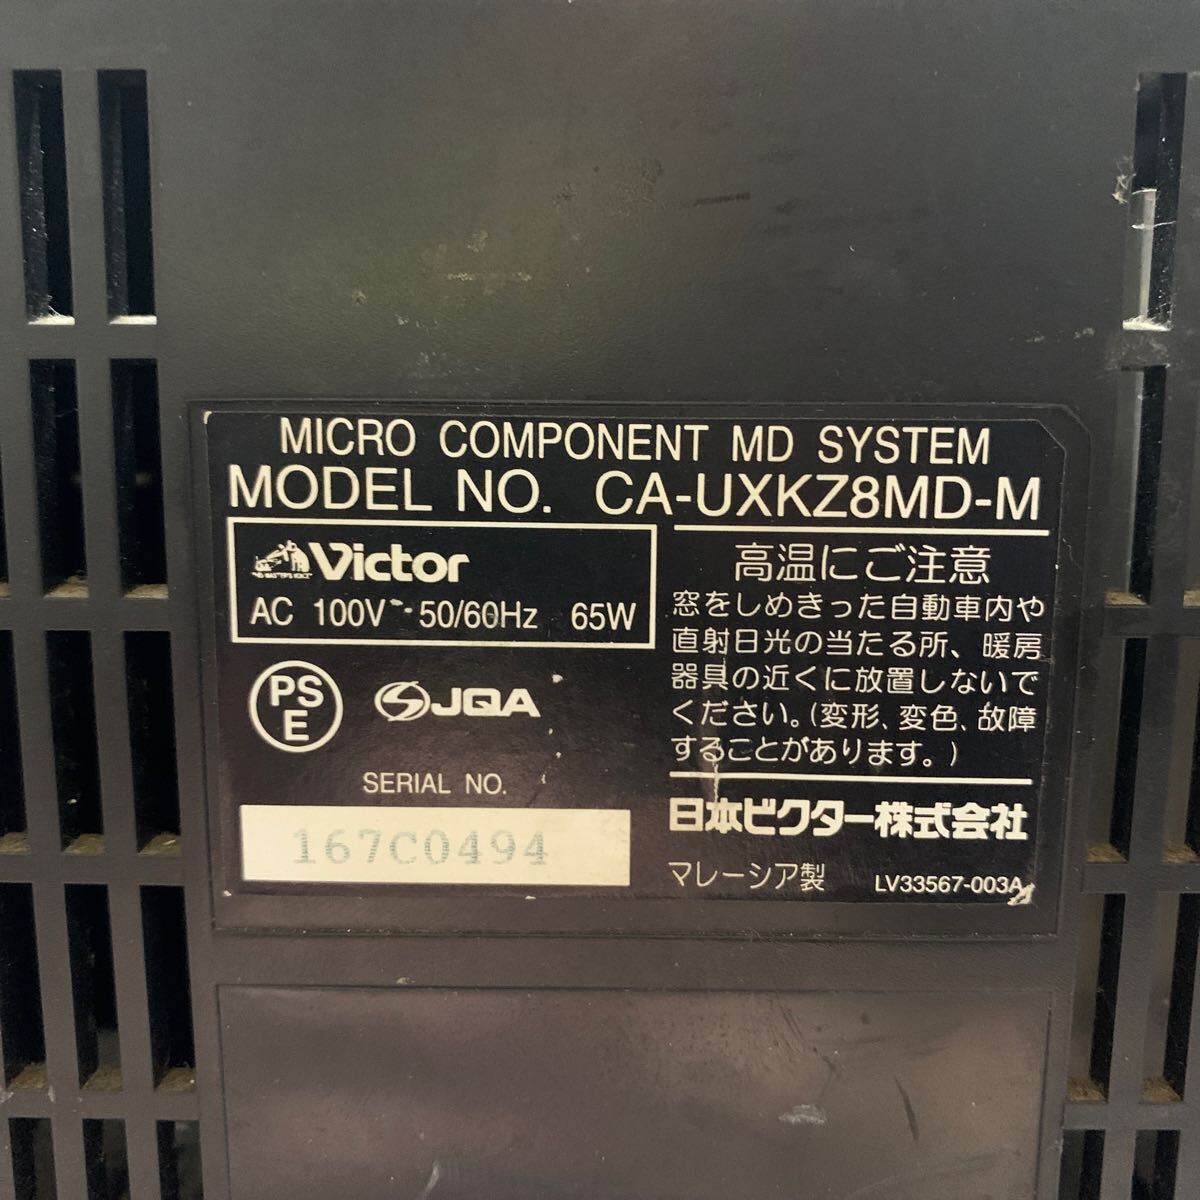 MICRO COMPONENT MD SYSTEM
MODEL NO. CA-UXKZ8MD-M
Victor
"HIS MASTER'S VOICE"
AC 100V~50/60Hz 65W
PS
E
JQA
SERIAL NO.
167C0494
高温にご注意
窓をしめきった自動車内や
直射日光の当たる所、暖房
器具の近くに放置しないで
ください。(変形、変色、故障
することがあります。)
日本ビクター株式会社
マレーシア製 LV33567-003A